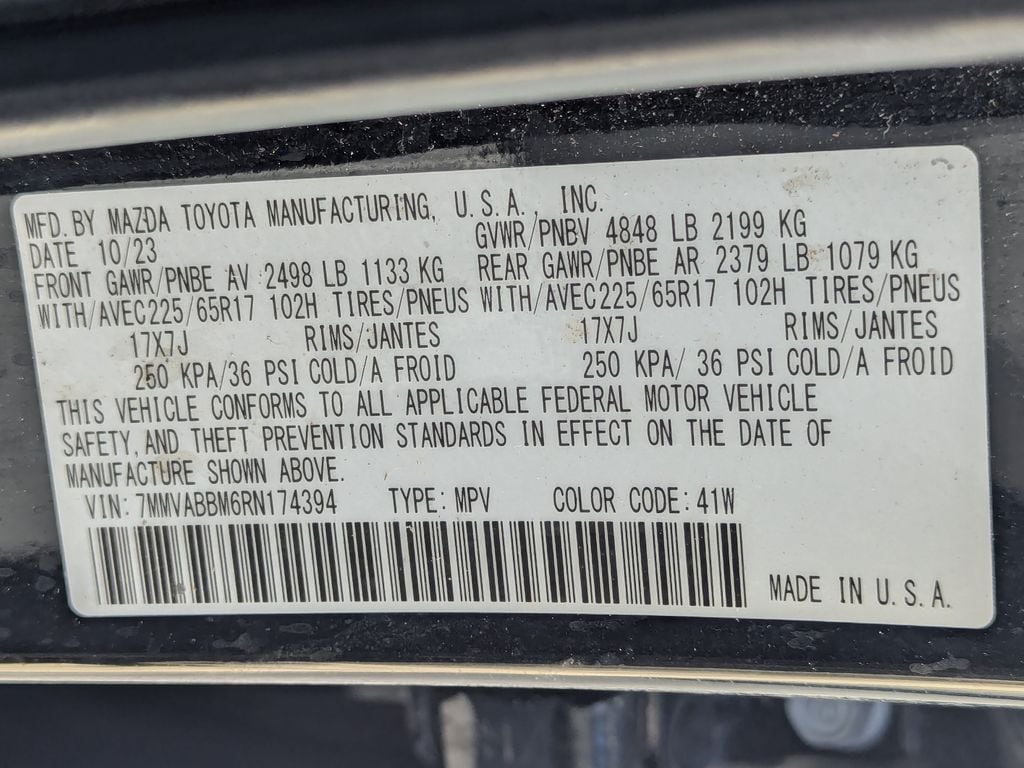 MFD. BY MAZDA TOYOTA MANUFACTURING, U.S.A., INC.
DATE 10/23 GVWR/PNBV 4848 LB 2199 KG
FRONT GAWR/PNBE AV 2498 LB 1133 KG REAR GAWR/PNBE AR 2379 LB 1079 KG
WITH/AVEC225/65R17 102H TIRES/PNEUS WITH/AVEC225/65R17 102H TIRES/PNEUS
17X7J RIMS/JANTES 17X7J RIMS/JANTES
250 KPA/36 PSI COLD/A FROID 250 KPA/ 36 PSI COLD/A FROID
THIS VEHICLE CONFORMS TO ALL APPLICABLE FEDERAL MOTOR VEHICLE
SAFETY, AND THEFT PREVENTION STANDARDS IN EFFECT ON THE DATE OF
MANUFACTURE SHOWN ABOVE.
VIN: 7MMVABBM6RN174394 TYPE: MPV COLOR CODE: 41W
MADE IN U.S.A.